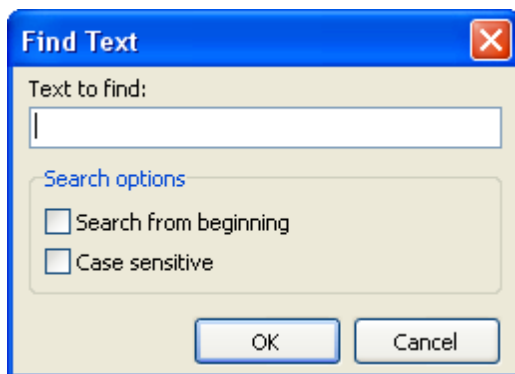 Find Text
Text to find:
Search options
Search from beginning
Case sensitive
OK Cancel